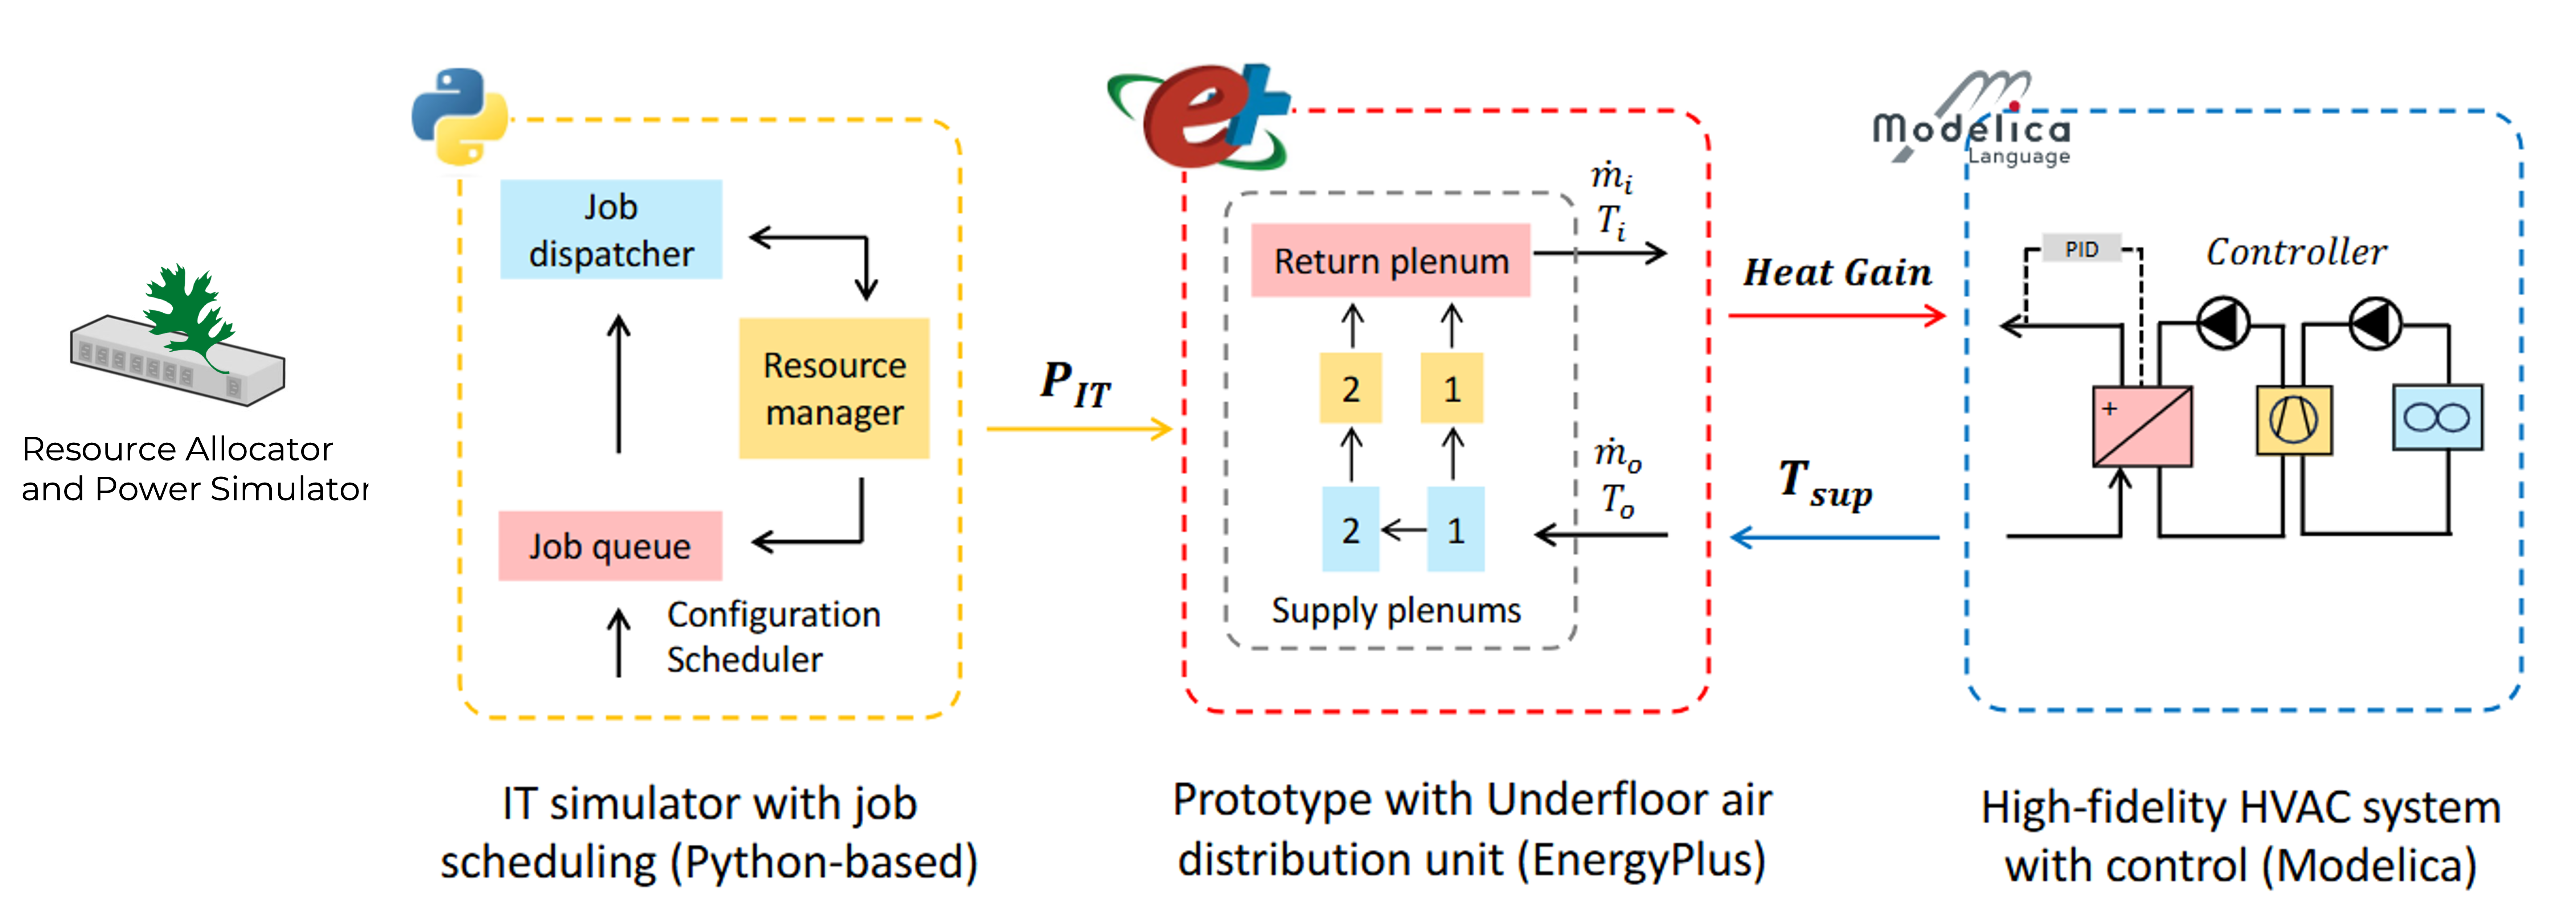 Resource Allocator
and Power Simulator
Job
dispatcher
Resource
manager
Job queue
Configuration
Scheduler
IT simulator with job
scheduling (Python-based)
P_IT
et
Return plenum
2 1
2 1
Supply plenums
ṁ_i
T_i
ṁ_o
T_o
Prototype with Underfloor air
distribution unit (EnergyPlus)
Heat Gain
T_sup
Modelica
Language
PID
Controller
+
High-fidelity HVAC system
with control (Modelica)